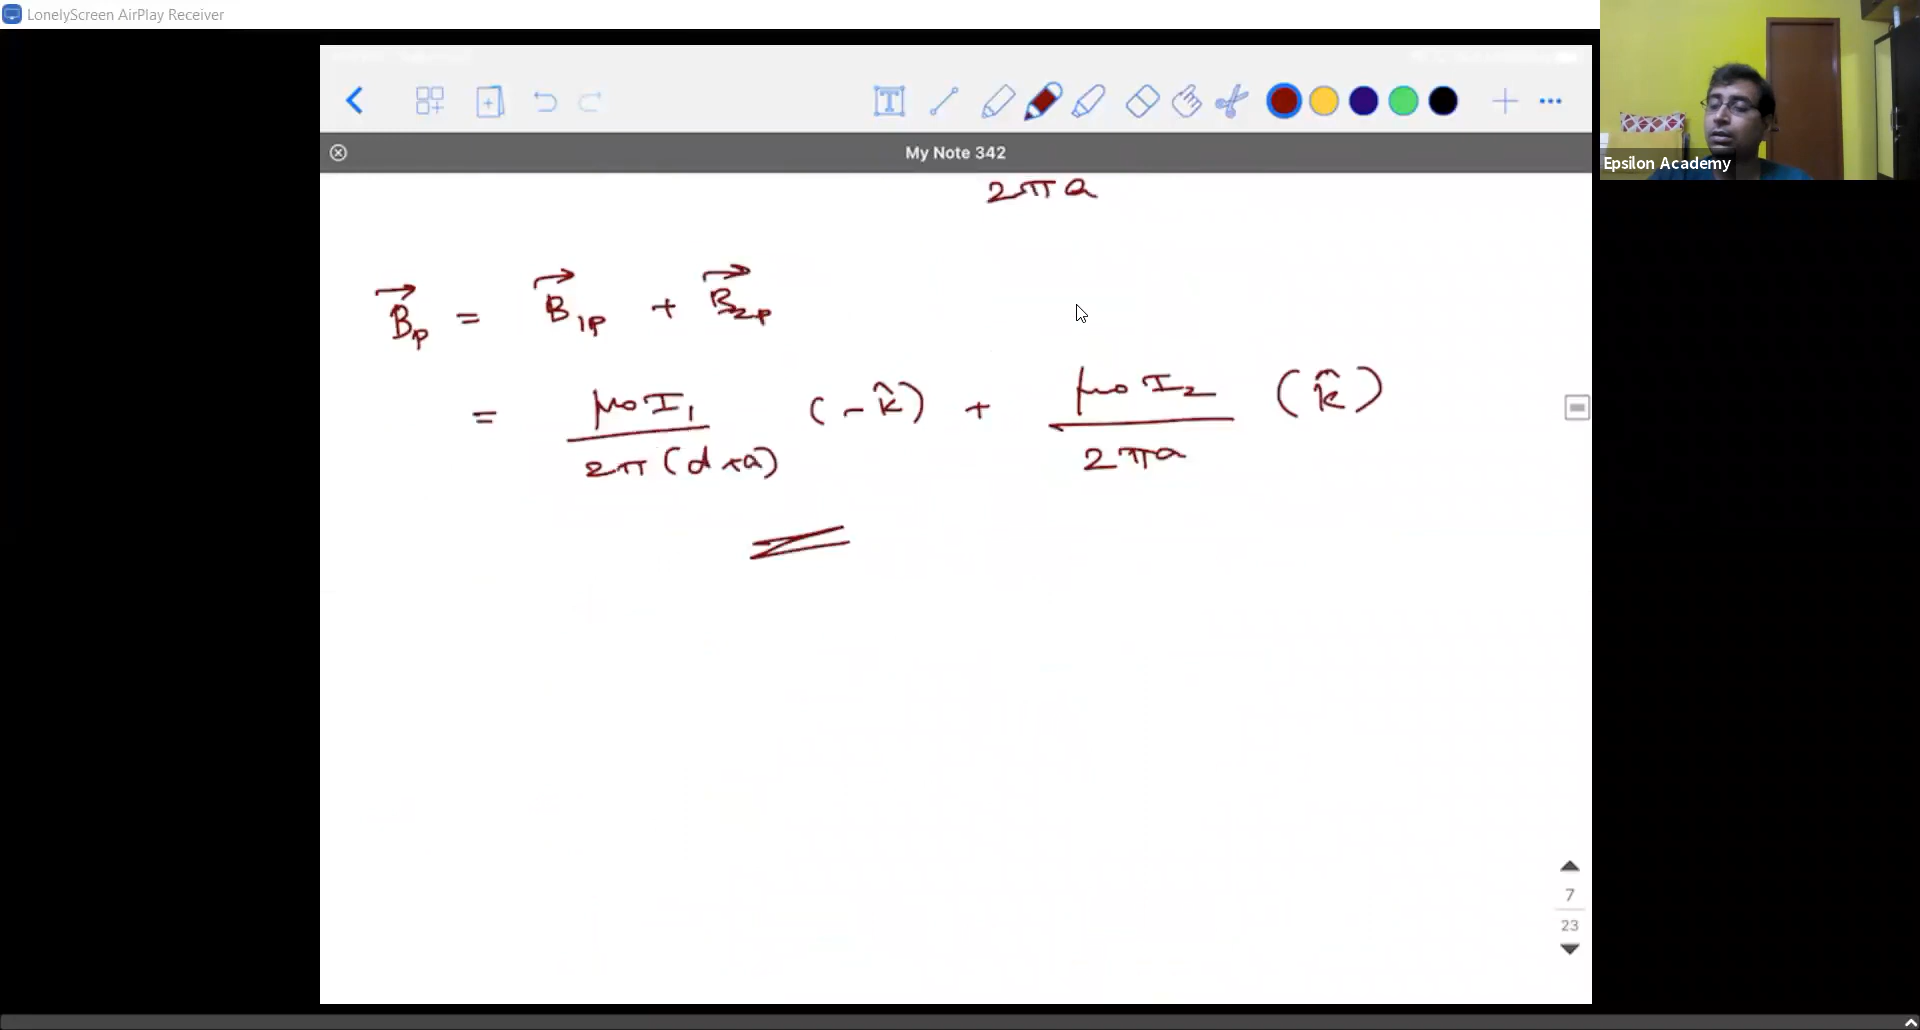 LonelyScreen AirPlay Receiver
My Note 342
Epsilon Academy
2πa
B⃗p = B⃗1p + B⃗2p
= μ₀I₁ / 2π(d+a) (-k̂) + μ₀I₂ / 2πa (k̂)
7
23